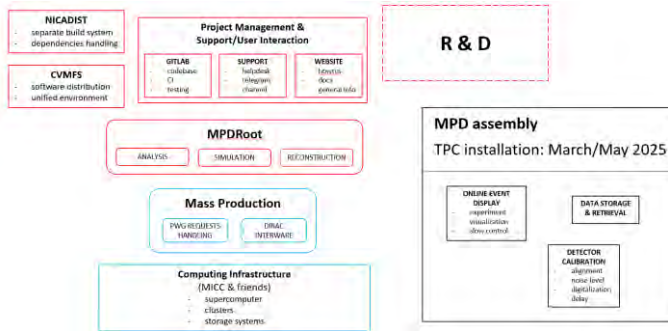 NICADIST
- separate build system
- dependencies handling
CVMFS
- software distribution
- unified environment
Project Management &
Support/User Interaction
GITLAB
- codebase
- CI
- testing
SUPPORT
- helpdesk
- telegram
channel
WEBSITE
- howtos
- docs
- general info
R & D
MPDRoot
ANALYSIS
SIMULATION
RECONSTRUCTION
Mass Production
PWG REQUESTS
HANDLING
DIRAC
INTERWARE
Computing Infrastructure
(MICC & friends)
- supercomputer
- clusters
- storage systems
MPD assembly
TPC installation: March/May 2025
ONLINE EVENT
DISPLAY
- experiment
visualization
- slow control
DATA STORAGE
& RETRIEVAL
DETECTOR
CALIBRATION
- alignment
- noise level
- digitalization
- delay